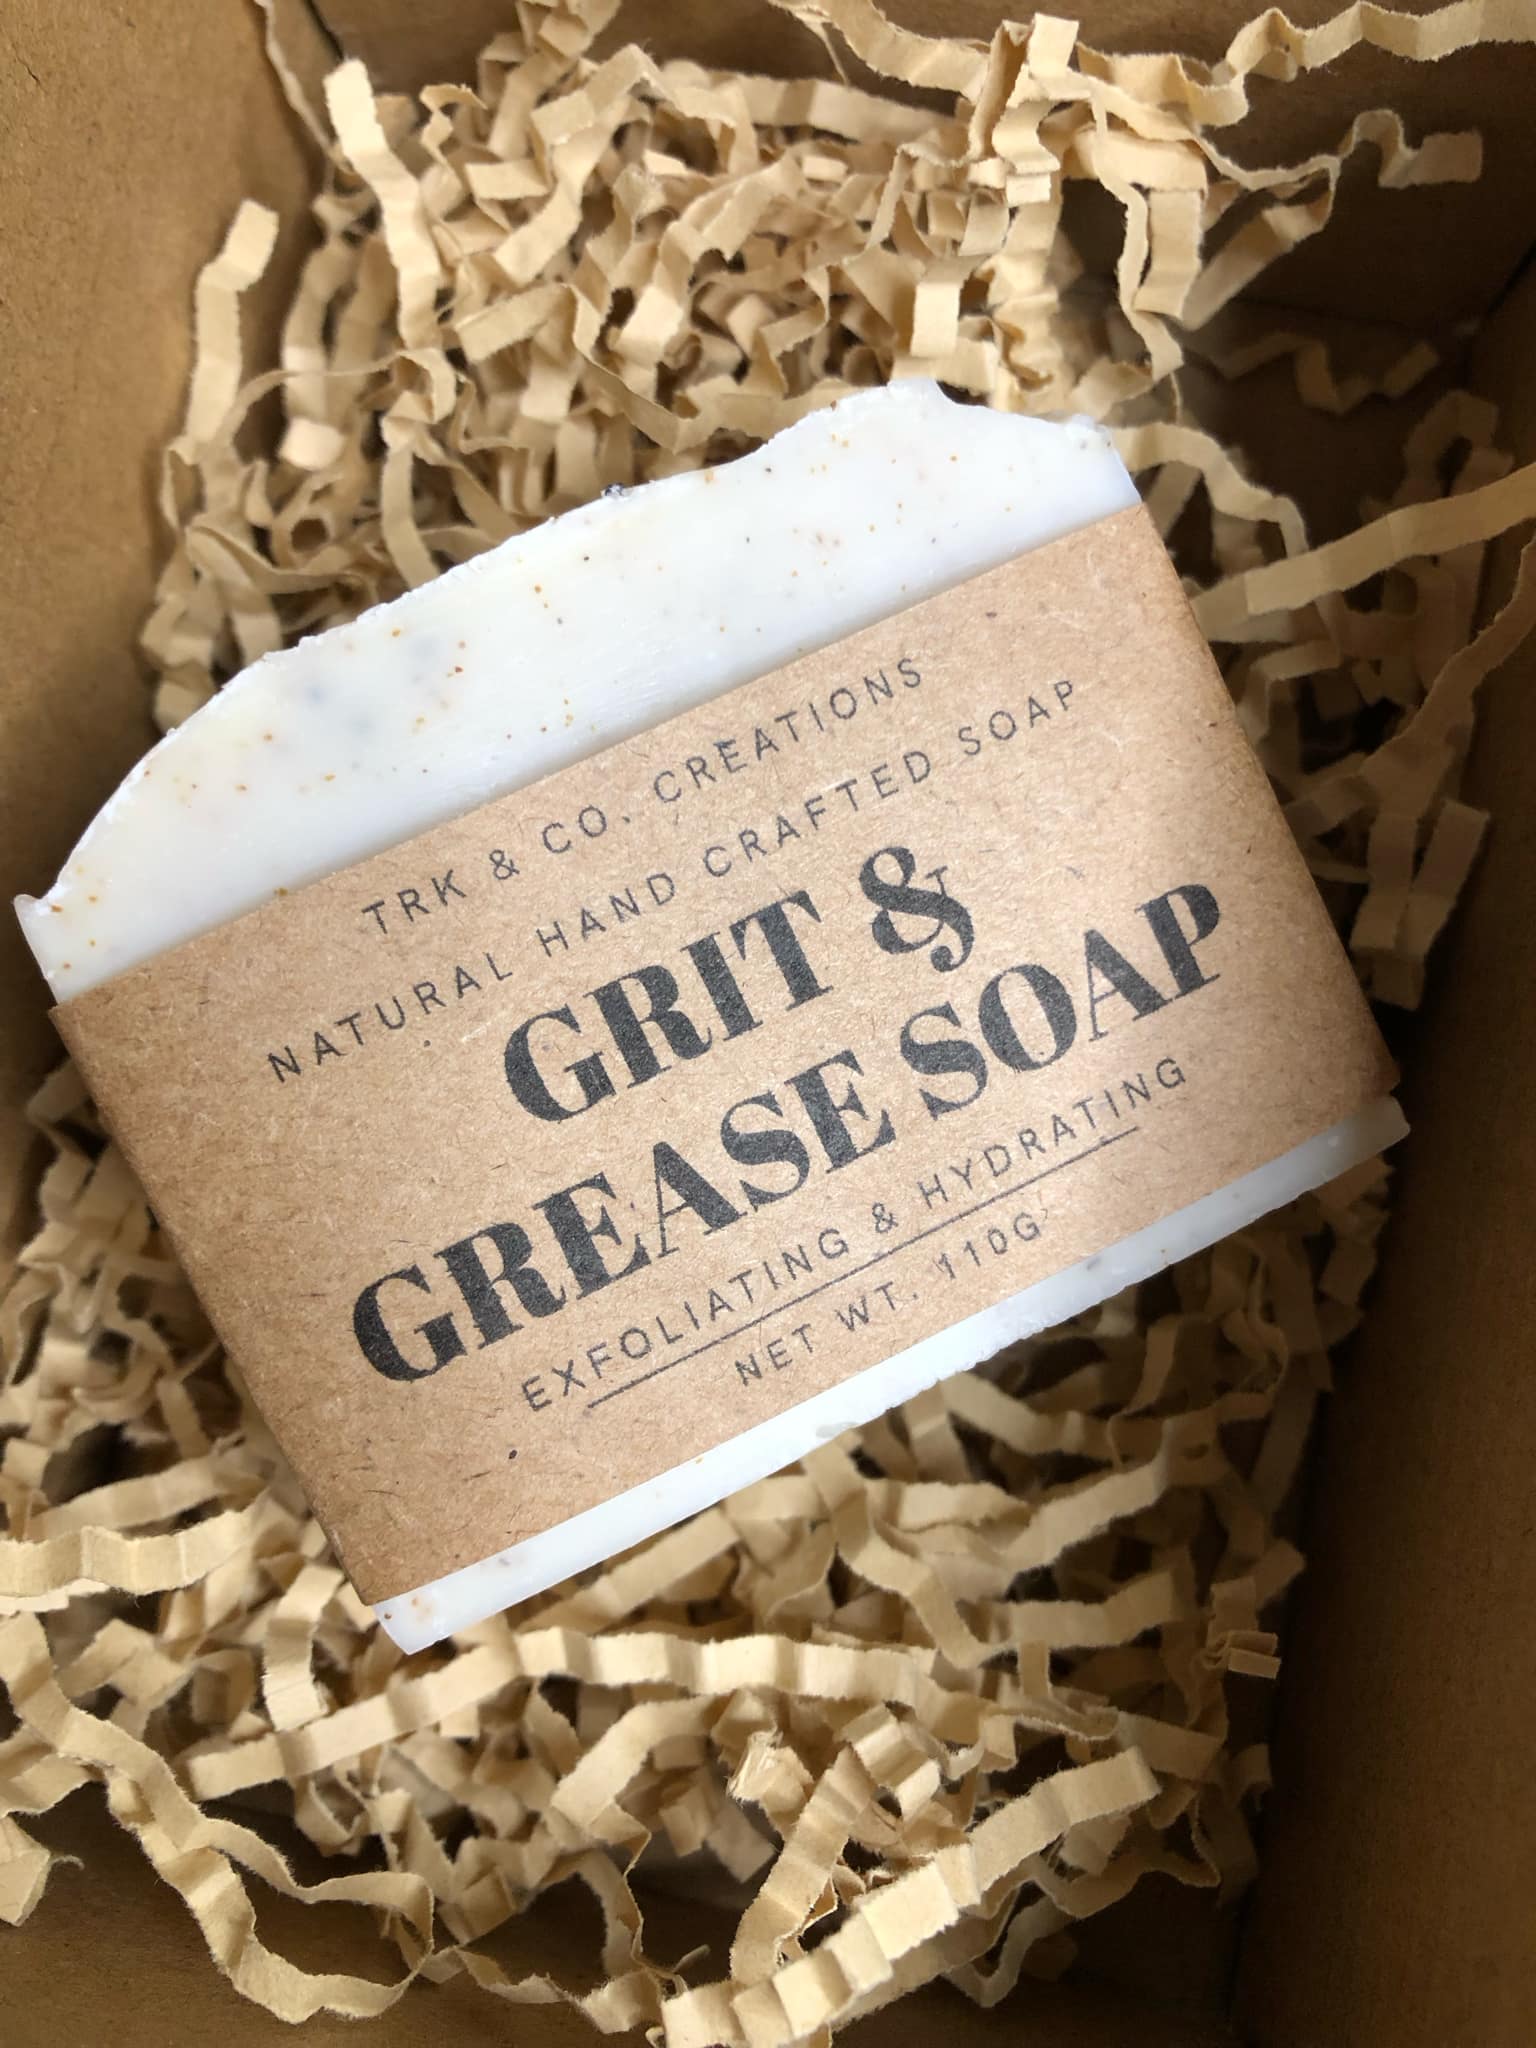 TRK & CO. CREATIONS
NATURAL HAND CRAFTED SOAP
GRIT &
GREASE SOAP
EXFOLIATING & HYDRATING
NET WT. 110G